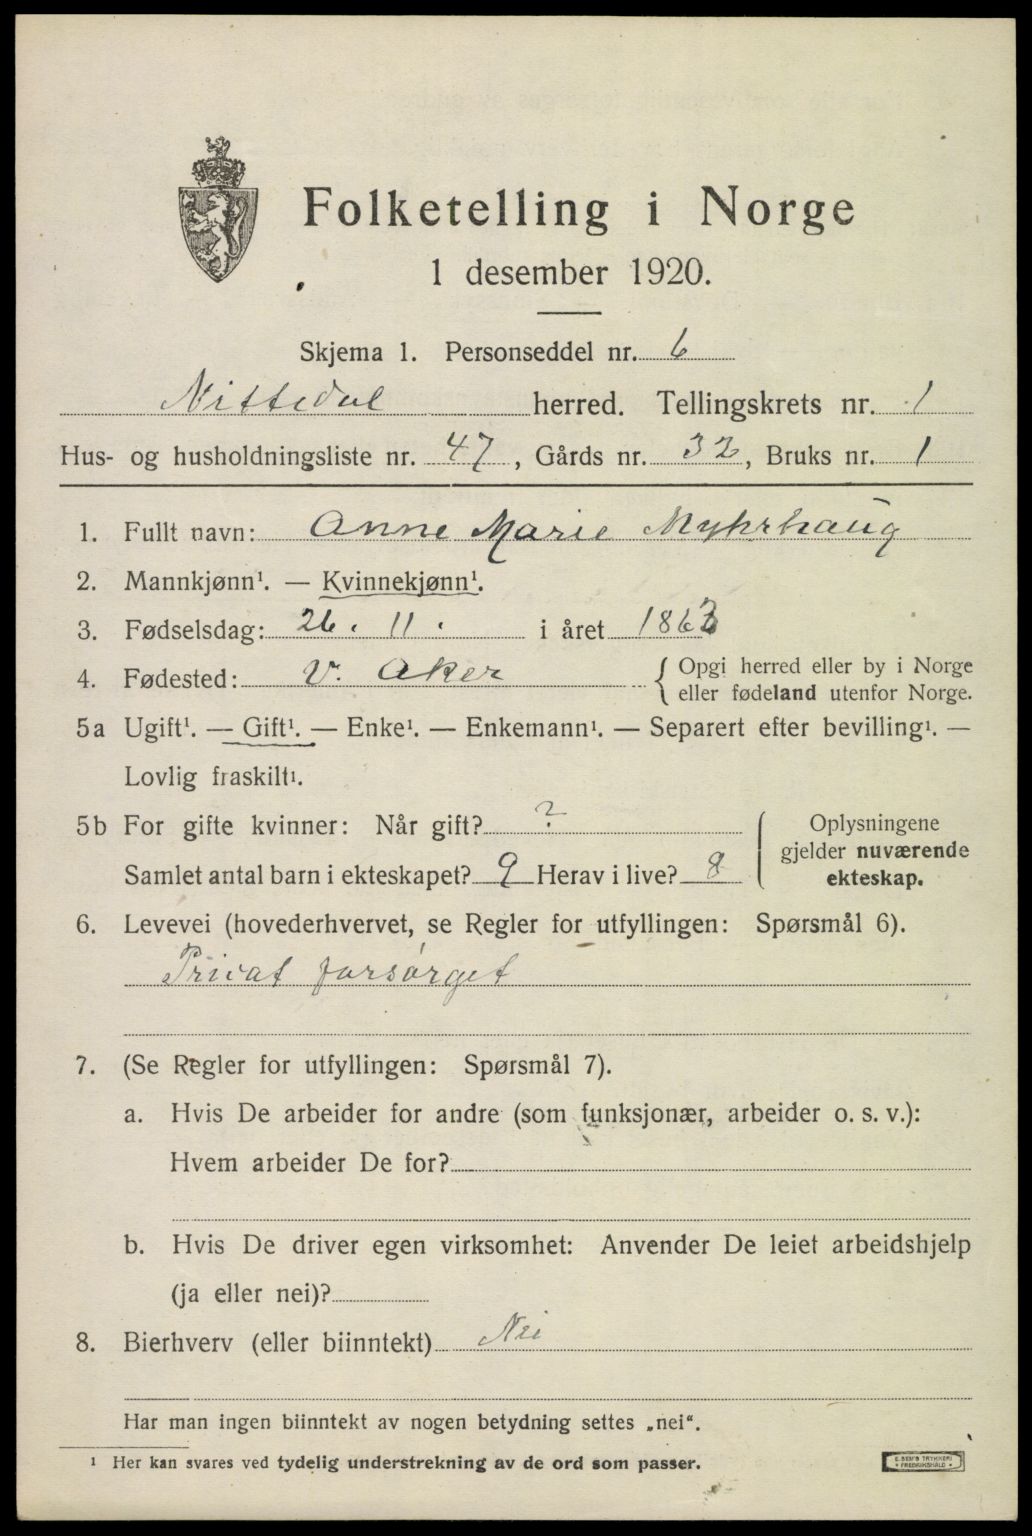 Folketelling i Norge
1 desember 1920.
Skjema 1. Personseddel nr. 6
Nittedal herred. Tellingskrets nr. 1
Hus- og husholdningsliste nr. 47, Gårds nr. 32, Bruks nr. 1
1. Fullt navn: Anne Marie Myhrhaug
2. Mannkjønn¹. — Kvinnekjønn¹.
3. Fødselsdag: 26. 11. i året 1863
4. Fødested: V. Aker { Opgi herred eller by i Norge
eller fødeland utenfor Norge.
5a Ugift¹. — Gift¹. — Enke¹. — Enkemann¹. — Separert efter bevilling¹. —
Lovlig fraskilt¹.
5b For gifte kvinner: Når gift? ?
Samlet antal barn i ekteskapet? 9 Herav i live? 8
Oplysningene
gjelder nuværende
ekteskap.
6. Levevei (hovederhvervet, se Regler for utfyllingen: Spørsmål 6).
Privat forsørget
7. (Se Regler for utfyllingen: Spørsmål 7).
a. Hvis De arbeider for andre (som funksjonær, arbeider o. s. v.):
Hvem arbeider De for?
b. Hvis De driver egen virksomhet: Anvender De leiet arbeidshjelp
(ja eller nei)?
8. Bierhverv (eller biinntekt) Nei
Har man ingen biinntekt av nogen betydning settes „nei“.
¹ Her kan svares ved tydelig understrekning av de ord som passer.
E. SEM'S TRYKKERI
• FREDRIKSHALD •